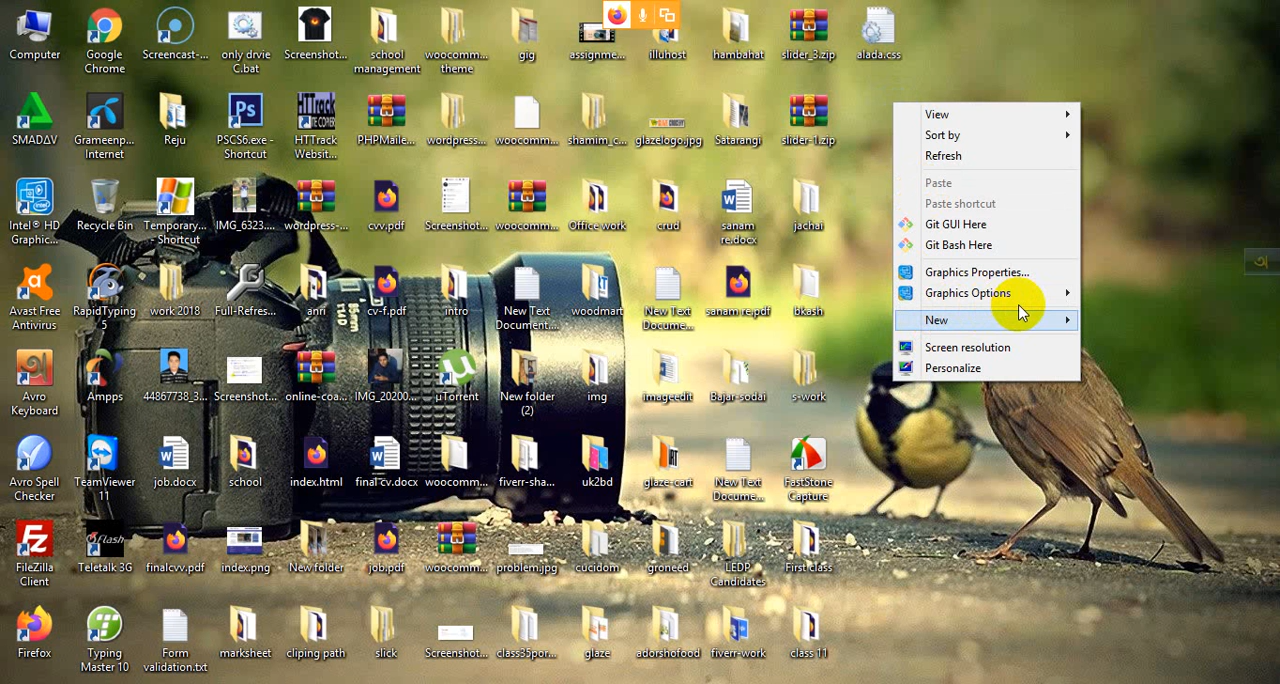 Computer
Google
Chrome
Screencast-...
only drvie
C.bat
Screenshot...
school
management
woocomm...
theme
gig
assignme...
illuhost
hambahat
slider_3.zip
alada.css
SMADAV
Grameenp...
Internet
Reju
PSCS6.exe -
Shortcut
HTTrack
Websit...
PHPMaile...
wordpress...
woocomm...
shamim_c...
glazelogo.jpg
Satarangi
slider-1.zip
Intel® HD
Graphic...
Recycle Bin
Temporary...
- Shortcut
IMG_6323...
wordpress-...
cvv.pdf
Screenshot...
woocomm...
Office work
crud
sanam
re.docx
jachai
Avast Free
Antivirus
RapidTyping
5
work 2018
Full-Refres...
ann
cv-f.pdf
intro
New Text
Document...
woodmart
New Text
Docume...
sanam re.pdf
bkash
Avro
Keyboard
Ampps
44867738_3...
Screenshot...
online-coa...
IMG_20200...
µTorrent
New folder
(2)
img
imageedit
Bajar-sodai
s-work
Avro Spell
Checker
TeamViewer
11
job.docx
school
index.html
final cv.docx
woocomm...
fiverr-sha...
uk2bd
glaze-cart
New Text
Docume...
FastStone
Capture
FileZilla
Client
Teletalk 3G
finalcvv.pdf
index.png
New folder
job.pdf
woocomm...
problem.jpg
cucidom
groneed
LEDP
Candidates
First class
Firefox
Typing
Master 10
Form
validation.txt
marksheet
cliping path
slick
Screenshot...
class35por...
glaze
adorshofood
fiverr-work
class 11
View
Sort by
Refresh
Paste
Paste shortcut
Git GUI Here
Git Bash Here
Graphics Properties...
Graphics Options
New
Screen resolution
Personalize